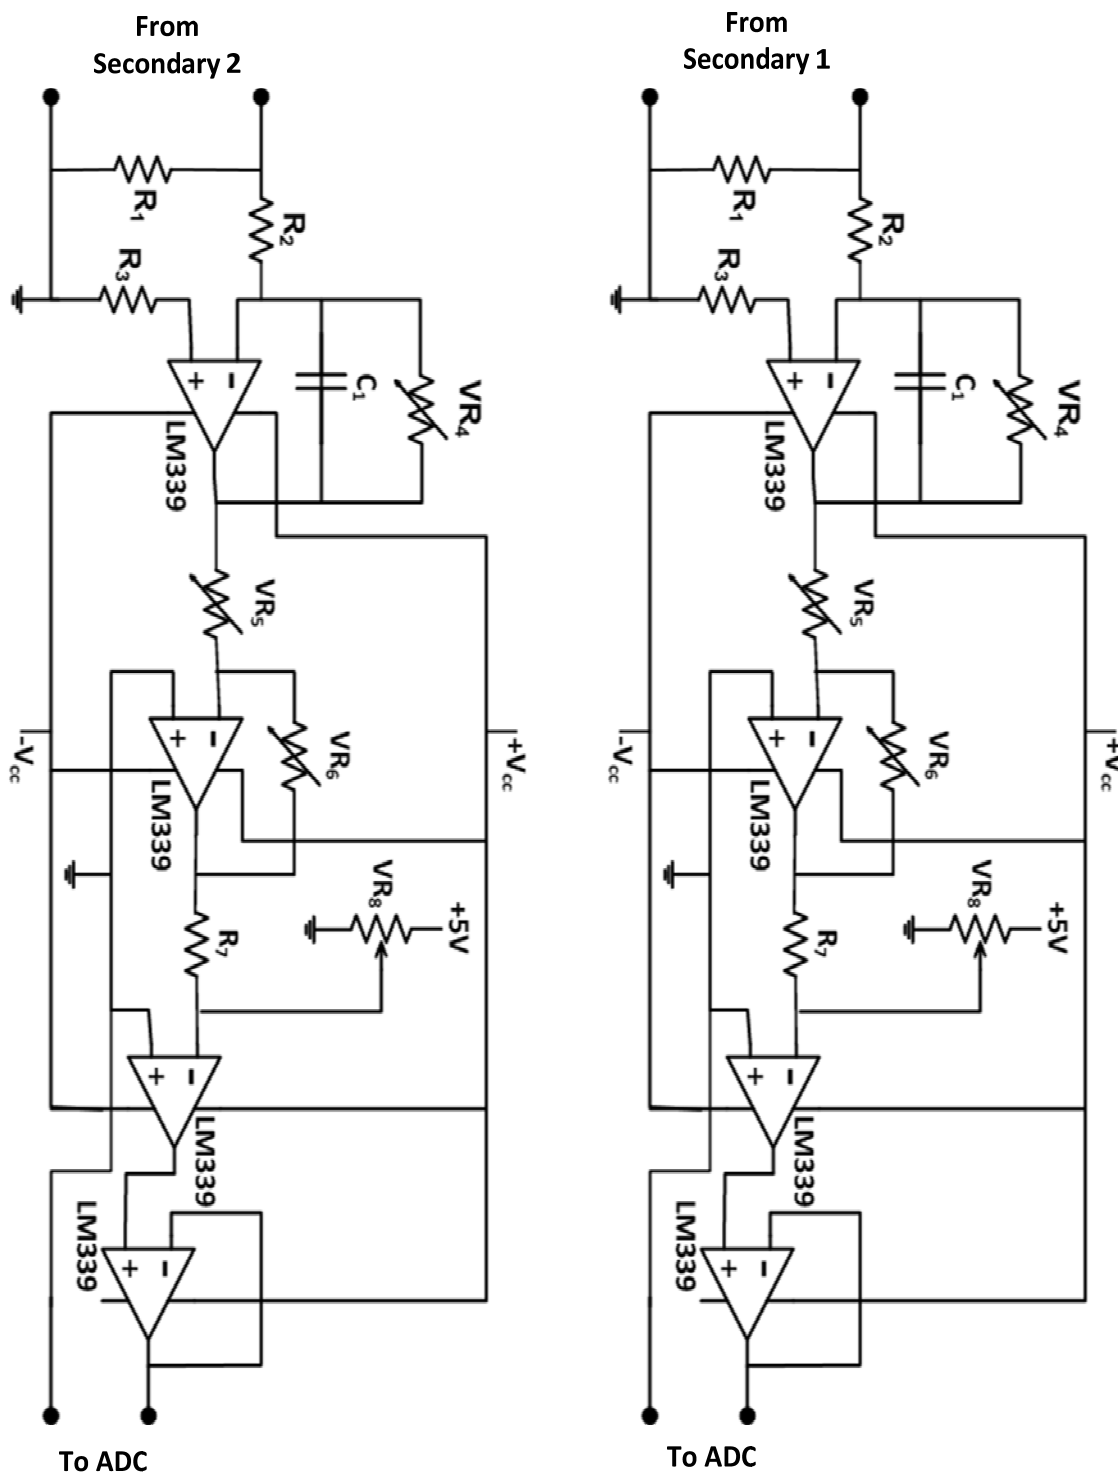 From
Secondary 2
R1
R2
R3
+
-
C1
VR4
LM339
VR5
+
-
VR6
-Vcc
+Vcc
LM339
VR8
+5V
R7
+
-
LM339
LM339
+
-
To ADC
From
Secondary 1
R1
R2
R3
+
-
C1
VR4
LM339
VR5
+
-
VR6
-Vcc
+Vcc
LM339
VR8
+5V
R7
+
-
LM339
LM339
+
-
To ADC